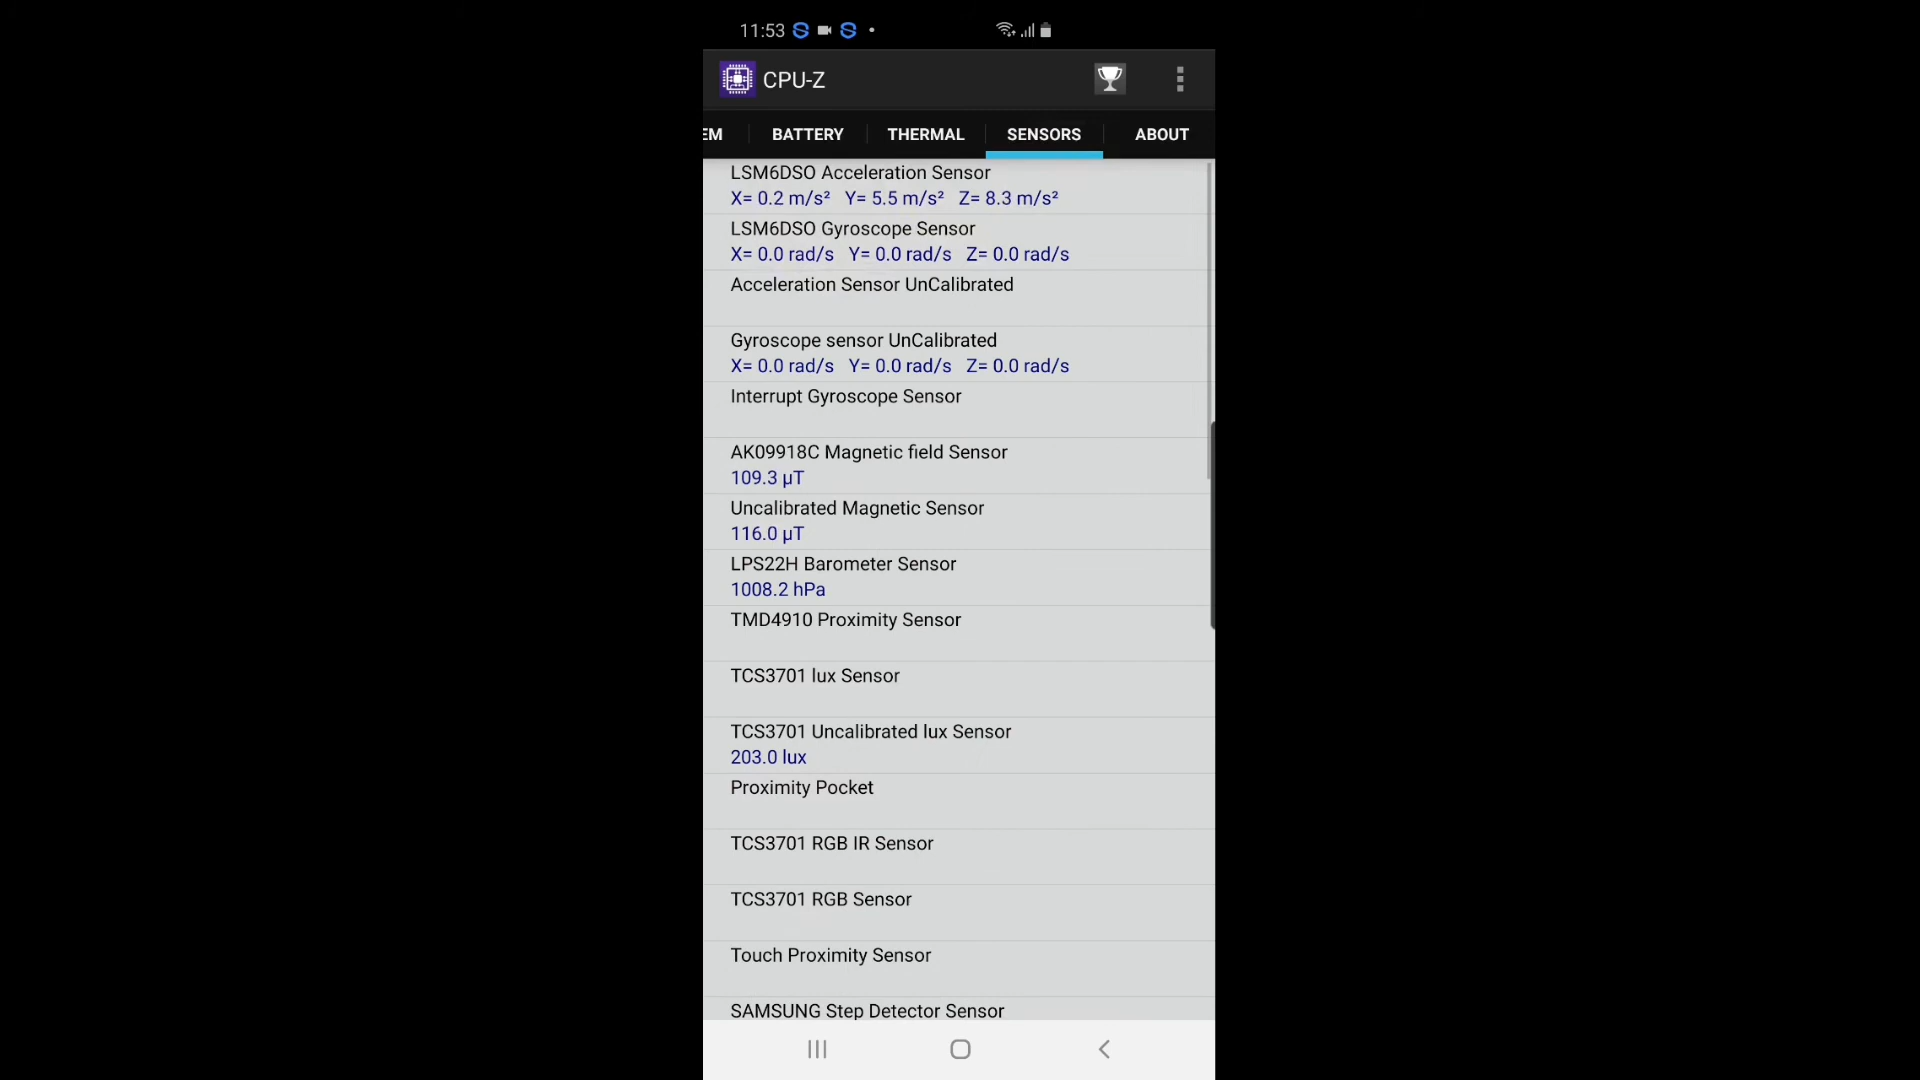 11:53
CPU-Z
EM BATTERY THERMAL SENSORS ABOUT
LSM6DSO Acceleration Sensor
X= 0.2 m/s² Y= 5.5 m/s² Z= 8.3 m/s²
LSM6DSO Gyroscope Sensor
X= 0.0 rad/s Y= 0.0 rad/s Z= 0.0 rad/s
Acceleration Sensor UnCalibrated
Gyroscope sensor UnCalibrated
X= 0.0 rad/s Y= 0.0 rad/s Z= 0.0 rad/s
Interrupt Gyroscope Sensor
AK09918C Magnetic field Sensor
109.3 μT
Uncalibrated Magnetic Sensor
116.0 μT
LPS22H Barometer Sensor
1008.2 hPa
TMD4910 Proximity Sensor
TCS3701 lux Sensor
TCS3701 Uncalibrated lux Sensor
203.0 lux
Proximity Pocket
TCS3701 RGB IR Sensor
TCS3701 RGB Sensor
Touch Proximity Sensor
SAMSUNG Step Detector Sensor